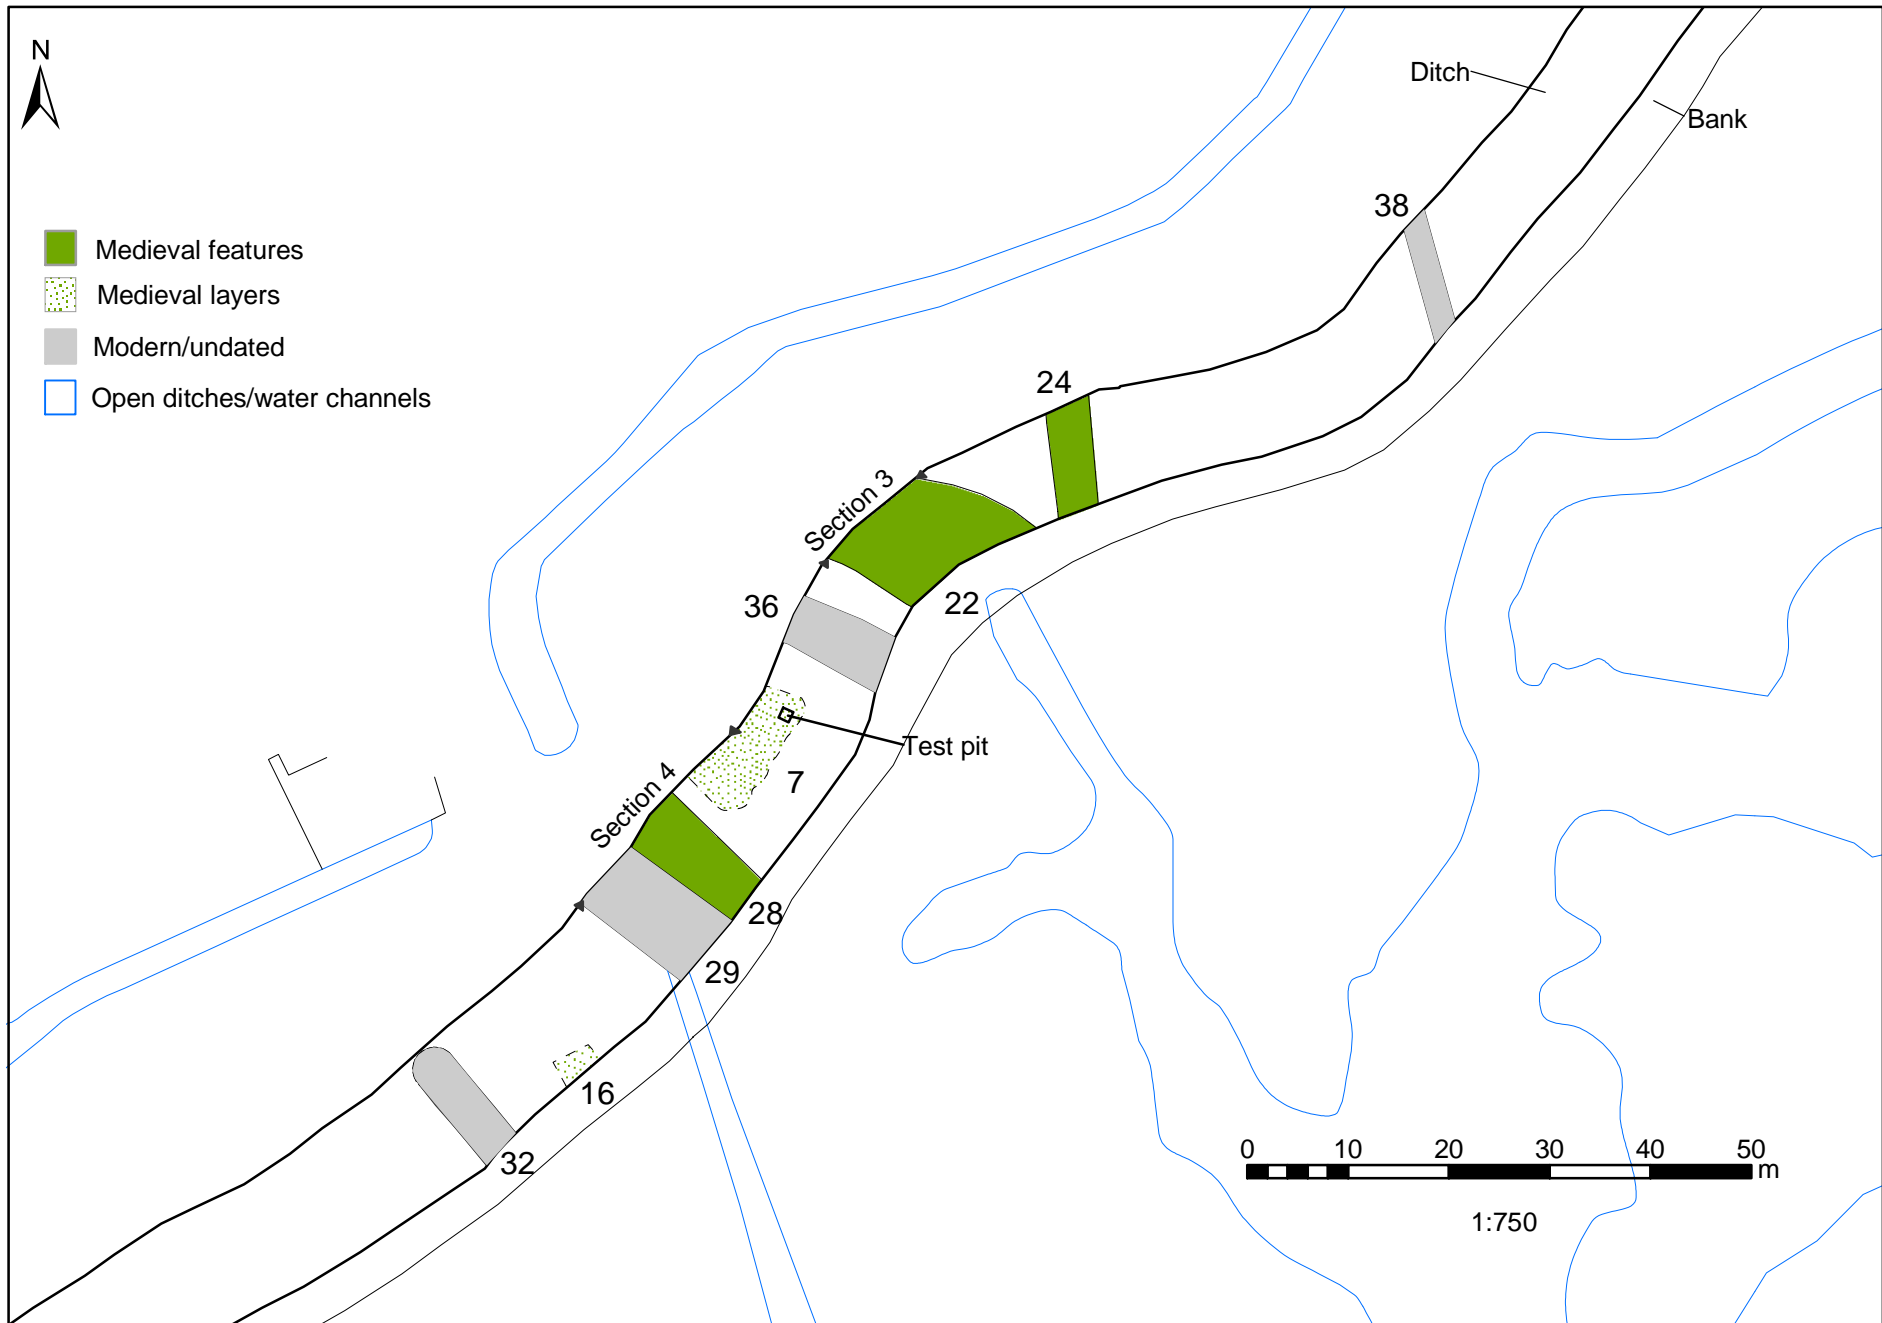 N
Ditch
Bank
38
Medieval features
Medieval layers
Modern/undated
Open ditches/water channels
24
Section 3
36
22
Test pit
7
Section 4
28
29
16
32
0 10 20 30 40 50
m
1:750